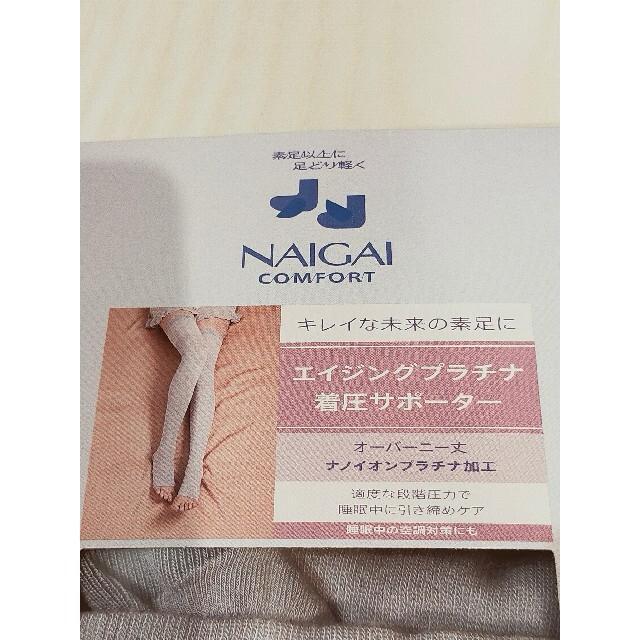 素足以上に
足どり軽く
NAIGAI
COMFORT
キレイな未来の素足に
エイジングプラチナ
着圧サポーター
オーバーニー丈
ナノイオンプラチナ加工
適度な段階圧力で
睡眠中に引き締めケア
睡眠中の空調対策にも